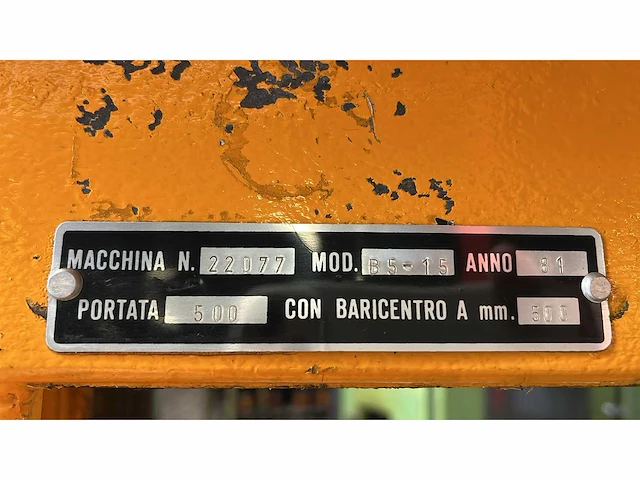 MACCHINA N. 22077 MOD. B5-15 ANNO 81
PORTATA 500 CON BARICENTRO A mm. 500